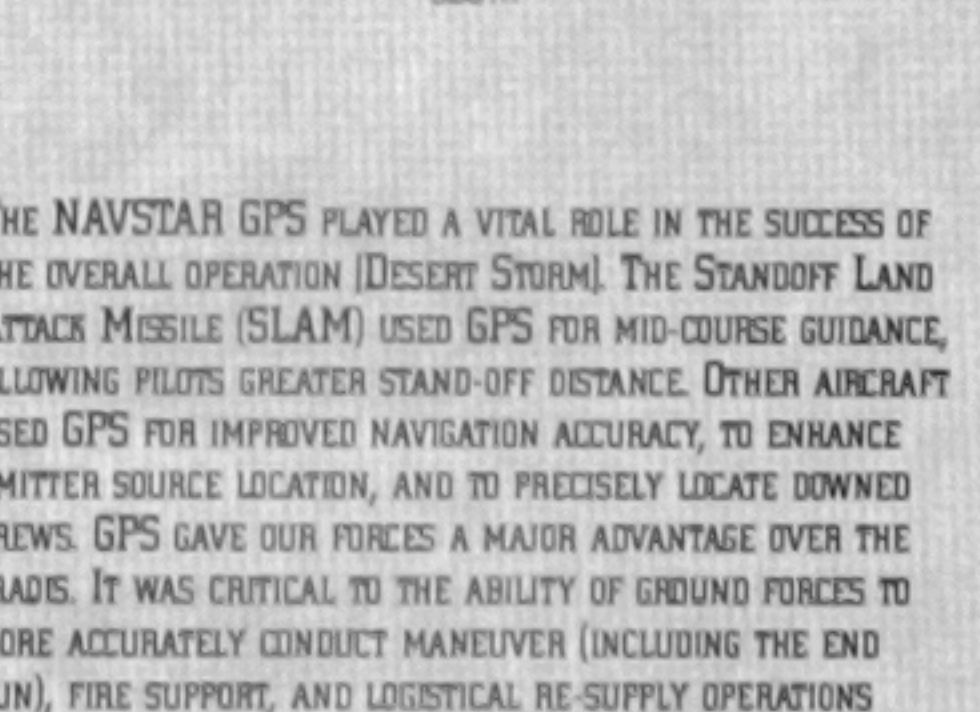 THE NAVSTAR GPS PLAYED A VITAL ROLE IN THE SUCCESS OF
HE OVERALL OPERATION [DESERT STORM]. THE STANDOFF LAND
TTACK MISSILE (SLAM) USED GPS FOR MID-COURSE GUIDANCE,
LLOWING PILOTS GREATER STAND-OFF DISTANCE. OTHER AIRCRAFT
SED GPS FOR IMPROVED NAVIGATION ACCURACY, TO ENHANCE
MITTER SOURCE LOCATION, AND TO PRECISELY LOCATE DOWNED
REWS. GPS GAVE OUR FORCES A MAJOR ADVANTAGE OVER THE
RAQIS. IT WAS CRITICAL TO THE ABILITY OF GROUND FORCES TO
ORE ACCURATELY CONDUCT MANEUVER (INCLUDING THE END
UN), FIRE SUPPORT, AND LOGISTICAL RE-SUPPLY OPERATIONS